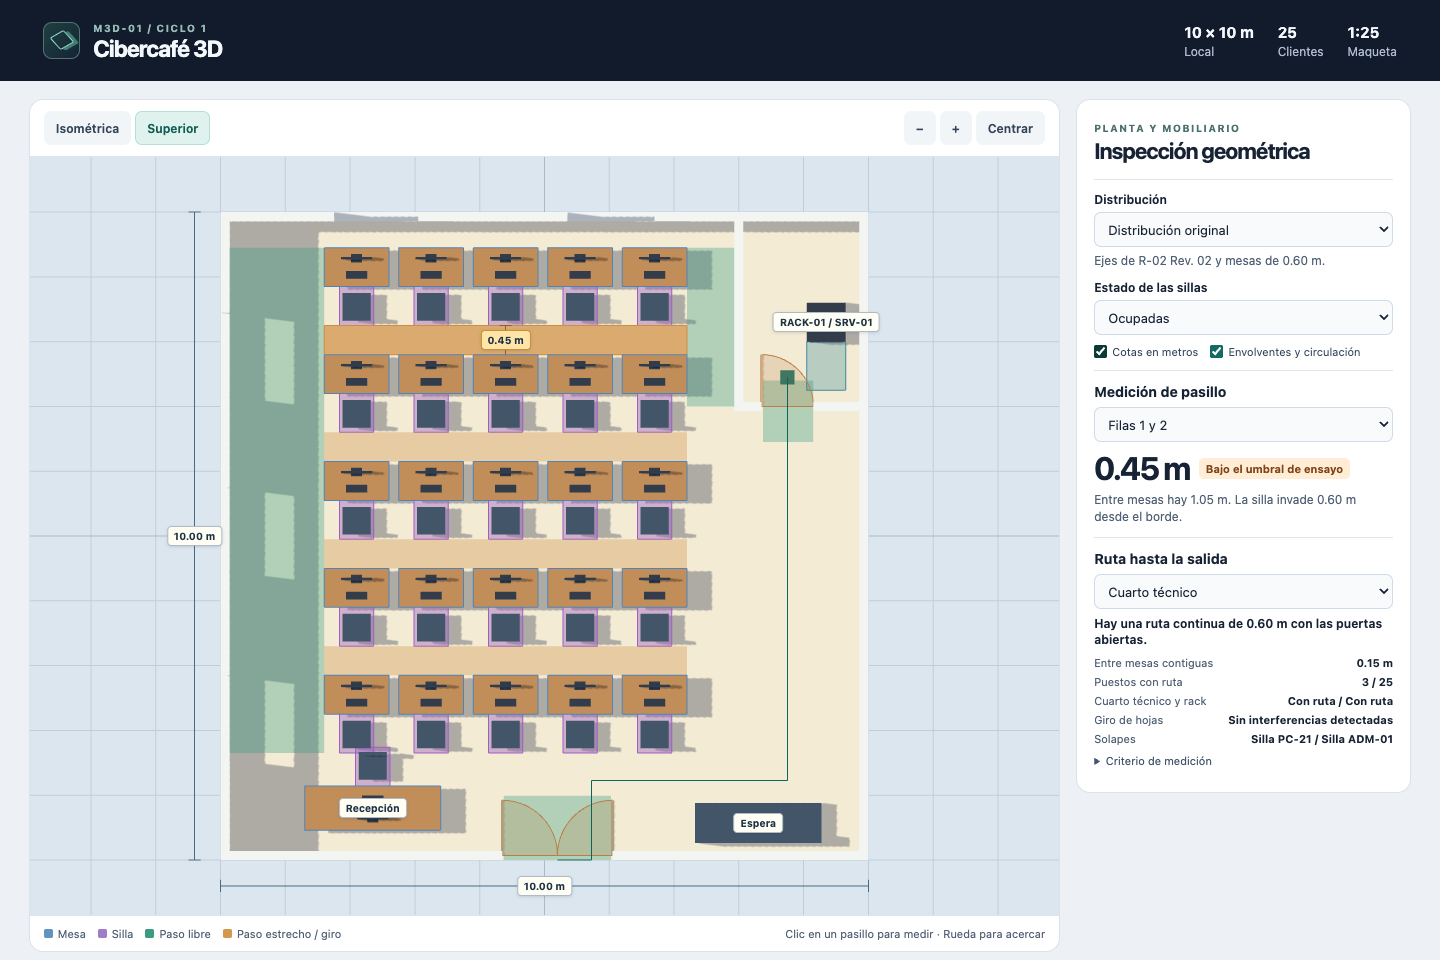 M3D-01 / CICLO 1
Cibercafé 3D
10 × 10 m
Local
25
Clientes
1:25
Maqueta
Isométrica
Superior
−
+
Centrar
RACK-01 / SRV-01
0.45 m
10.00 m
Recepción
Espera
10.00 m
Mesa
Silla
Paso libre
Paso estrecho / giro
Clic en un pasillo para medir · Rueda para acercar
PLANTA Y MOBILIARIO
Inspección geométrica
Distribución
Distribución original
Ejes de R-02 Rev. 02 y mesas de 0.60 m.
Estado de las sillas
Ocupadas
Cotas en metros
Envolventes y circulación
Medición de pasillo
Filas 1 y 2
0.45 m
Bajo el umbral de ensayo
Entre mesas hay 1.05 m. La silla invade 0.60 m
desde el borde.
Ruta hasta la salida
Cuarto técnico
Hay una ruta continua de 0.60 m con las puertas
abiertas.
Entre mesas contiguas 0.15 m
Puestos con ruta 3 / 25
Cuarto técnico y rack Con ruta / Con ruta
Giro de hojas Sin interferencias detectadas
Solapes Silla PC-21 / Silla ADM-01
Criterio de medición